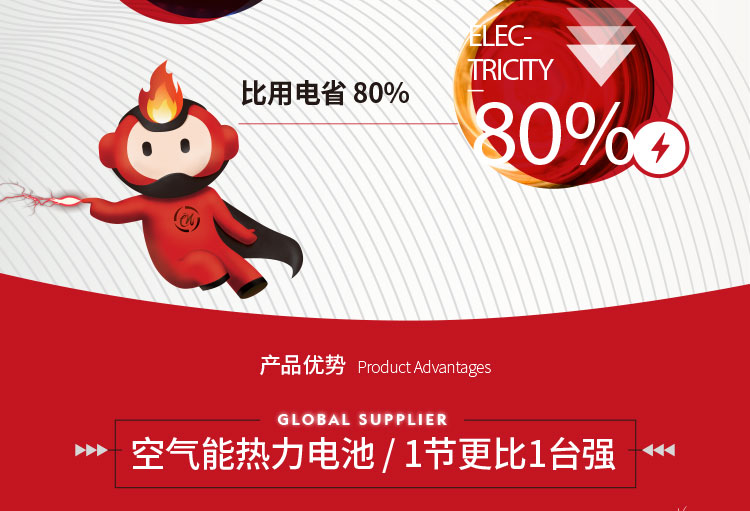 ELEC-
TRICITY
比用电省 80%
80%
产品优势 Product Advantages
GLOBAL SUPPLIER
空气能热力电池 / 1节更比1台强